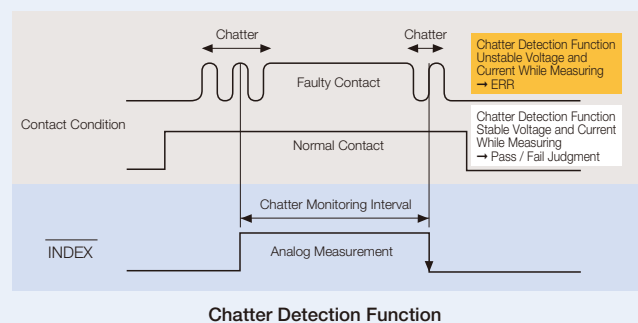 Chatter
Chatter
Chatter Detection Function
Unstable Voltage and
Current While Measuring
→ ERR
Faulty Contact
Contact Condition
Chatter Detection Function
Stable Voltage and Current
While Measuring
→ Pass / Fail Judgment
Normal Contact
Chatter Monitoring Interval
INDEX
Analog Measurement
Chatter Detection Function